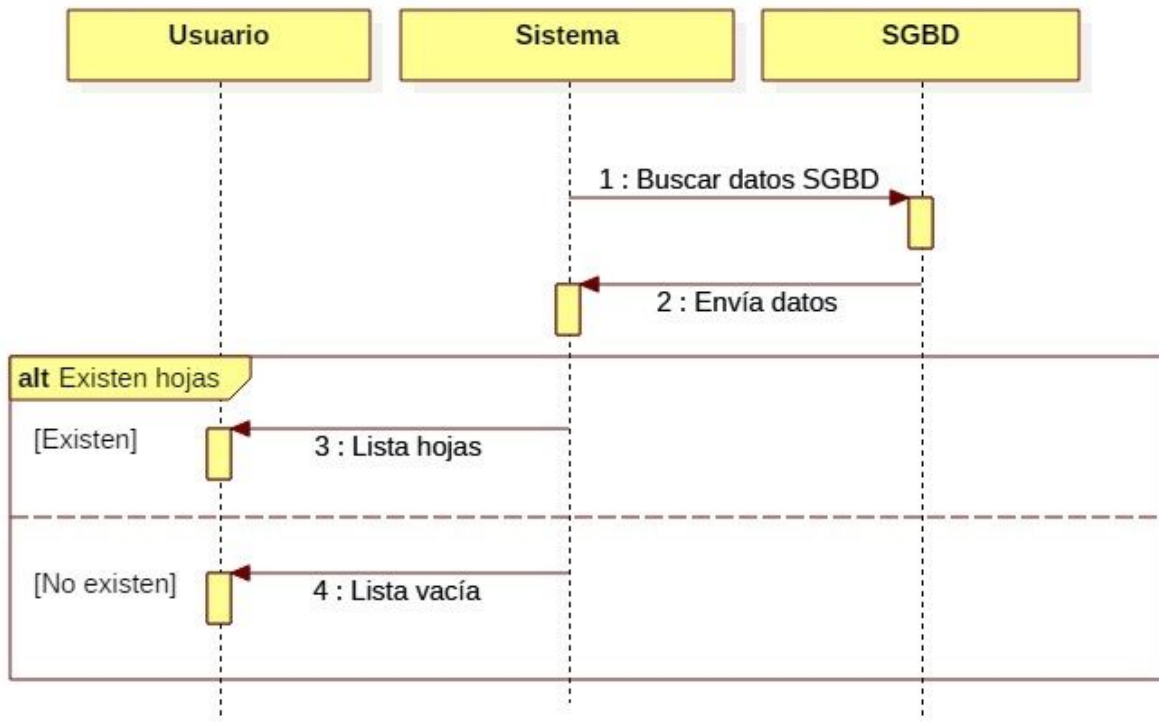 Usuario
Sistema
SGBD
1 : Buscar datos SGBD
2 : Envía datos
alt Existen hojas
[Existen]
3 : Lista hojas
[No existen]
4 : Lista vacía